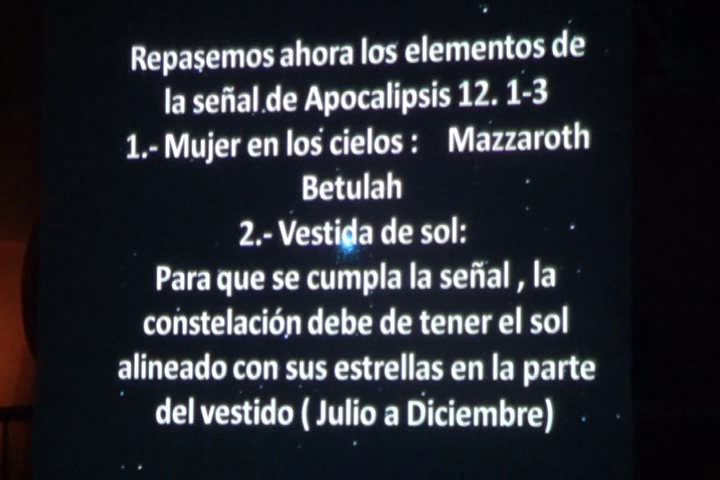 Repasemos ahora los elementos de
la señal de Apocalipsis 12. 1-3
1.- Mujer en los cielos : Mazzaroth
Betulah
2.- Vestida de sol:
Para que se cumpla la señal , la
constelación debe de tener el sol
alineado con sus estrellas en la parte
del vestido ( Julio a Diciembre)